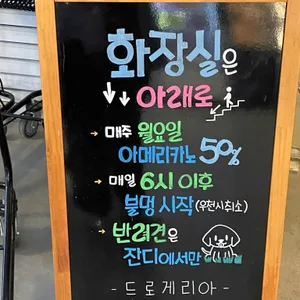 화장실은
아래로
매주 월요일
아메리카노 50%
매일 6시 이후
불멍 시작 (우천시취소)
반려견은
잔디에서만
- 드로게리아 -